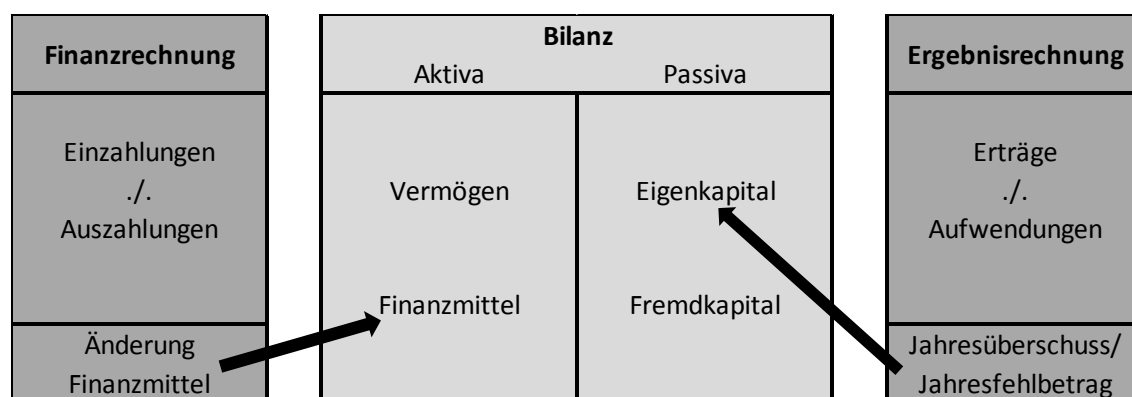 Finanzrechnung
Einzahlungen
./.
Auszahlungen
Änderung
Finanzmittel
Bilanz
Aktiva
Passiva
Vermögen
Eigenkapital
Finanzmittel
Fremdkapital
Ergebnisrechnung
Erträge
./.
Aufwendungen
Jahresüberschuss/
Jahresfehlbetrag